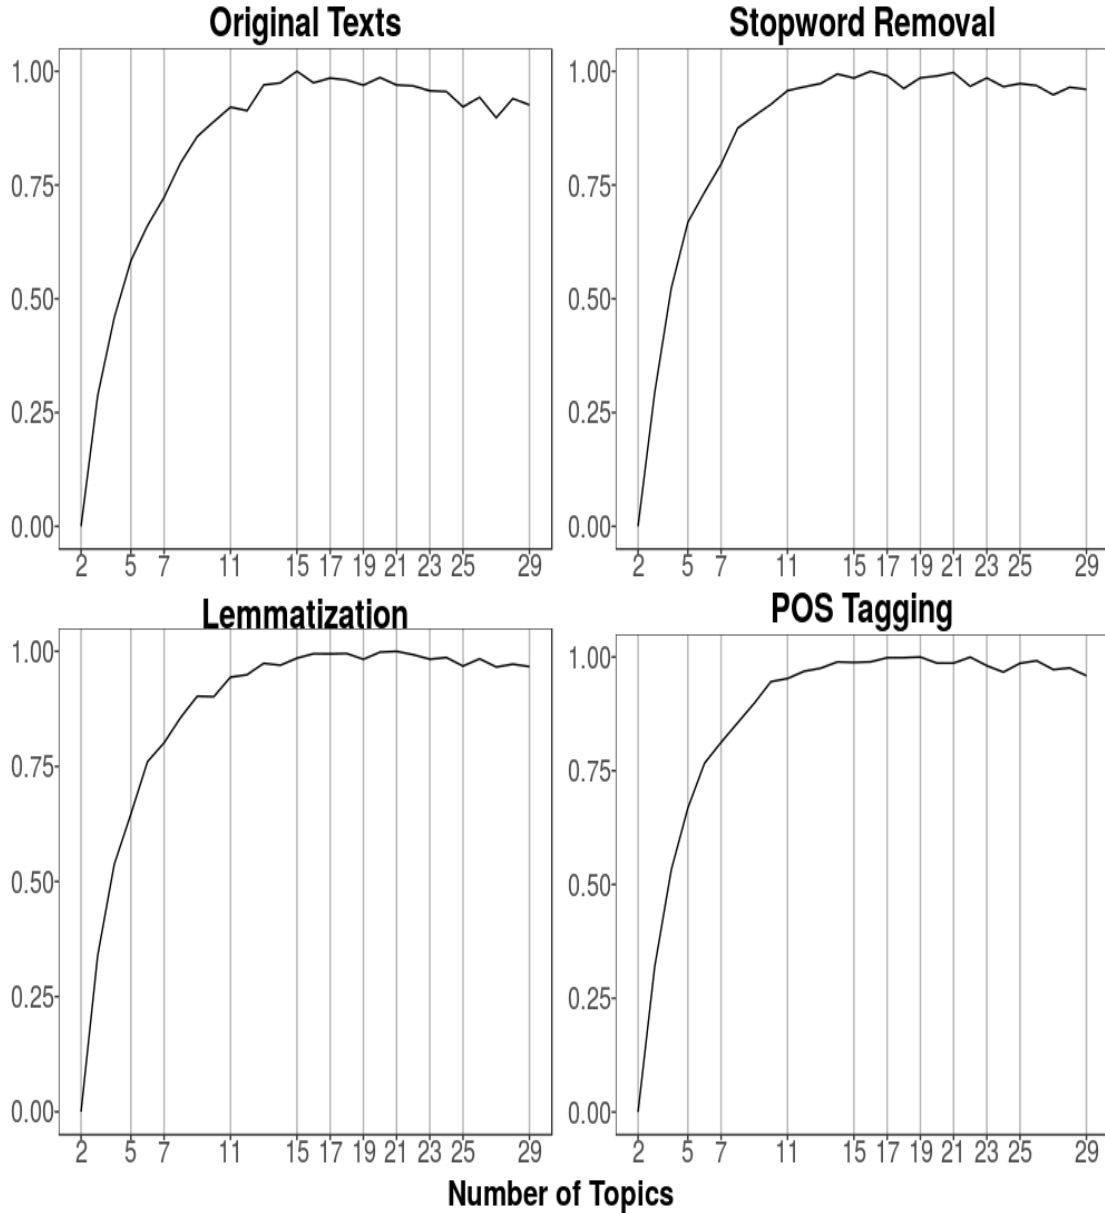 Original Texts
1.00
0.75
0.50
0.25
0.00
2 5 7 11 15 17 19 21 23 25 29
Stopword Removal
1.00
0.75
0.50
0.25
0.00
2 5 7 11 15 17 19 21 23 25 29
Lemmatization
1.00
0.75
0.50
0.25
0.00
2 5 7 11 15 17 19 21 23 25 29
POS Tagging
1.00
0.75
0.50
0.25
0.00
2 5 7 11 15 17 19 21 23 25 29
Number of Topics